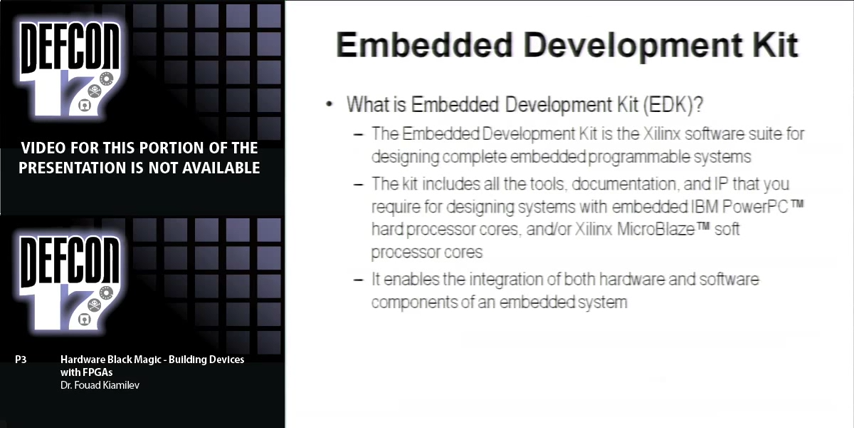 DEFCON
17
VIDEO FOR THIS PORTION OF THE
PRESENTATION IS NOT AVAILABLE
DEFCON
17
P3 Hardware Black Magic - Building Devices
with FPGAs
Dr. Fouad Kiamilev
Embedded Development Kit
• What is Embedded Development Kit (EDK)?
– The Embedded Development Kit is the Xilinx software suite for
designing complete embedded programmable systems
– The kit includes all the tools, documentation, and IP that you
require for designing systems with embedded IBM PowerPC™
hard processor cores, and/or Xilinx MicroBlaze™ soft
processor cores
– It enables the integration of both hardware and software
components of an embedded system